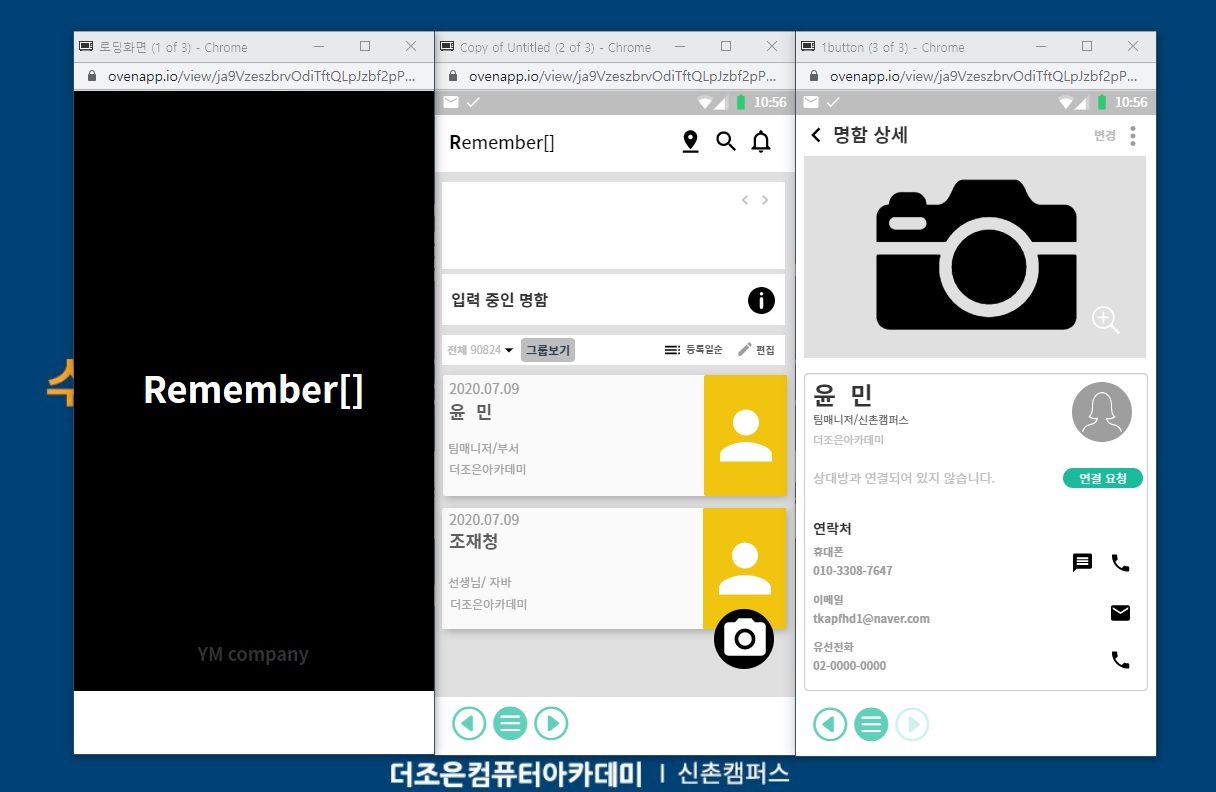 로딩화면 (1 of 3) - Chrome
ovenapp.io/view/ja9VzeszbrvOdiTftQLpJzbf2pP...
Remember[]
YM company
Copy of Untitled (2 of 3) - Chrome
ovenapp.io/view/ja9VzeszbrvOdiTftQLpJzbf2pP...
10:56
Remember[]
입력 중인 명함
전체 90824 그룹보기 등록일순 편집
2020.07.09
윤 민
팀매니저/부서
더조은아카데미
2020.07.09
조재청
선생님/ 자바
더조은아카데미
1button (3 of 3) - Chrome
ovenapp.io/view/ja9VzeszbrvOdiTftQLpJzbf2pP...
10:56
명함 상세 변경
윤 민
팀매니저/신촌캠퍼스
더조은아카데미
상대방과 연결되어 있지 않습니다. 연결 요청
연락처
휴대폰
010-3308-7647
이메일
tkapfhd1@naver.com
유선전화
02-0000-0000
수
더조은컴퓨터아카데미 | 신촌캠퍼스